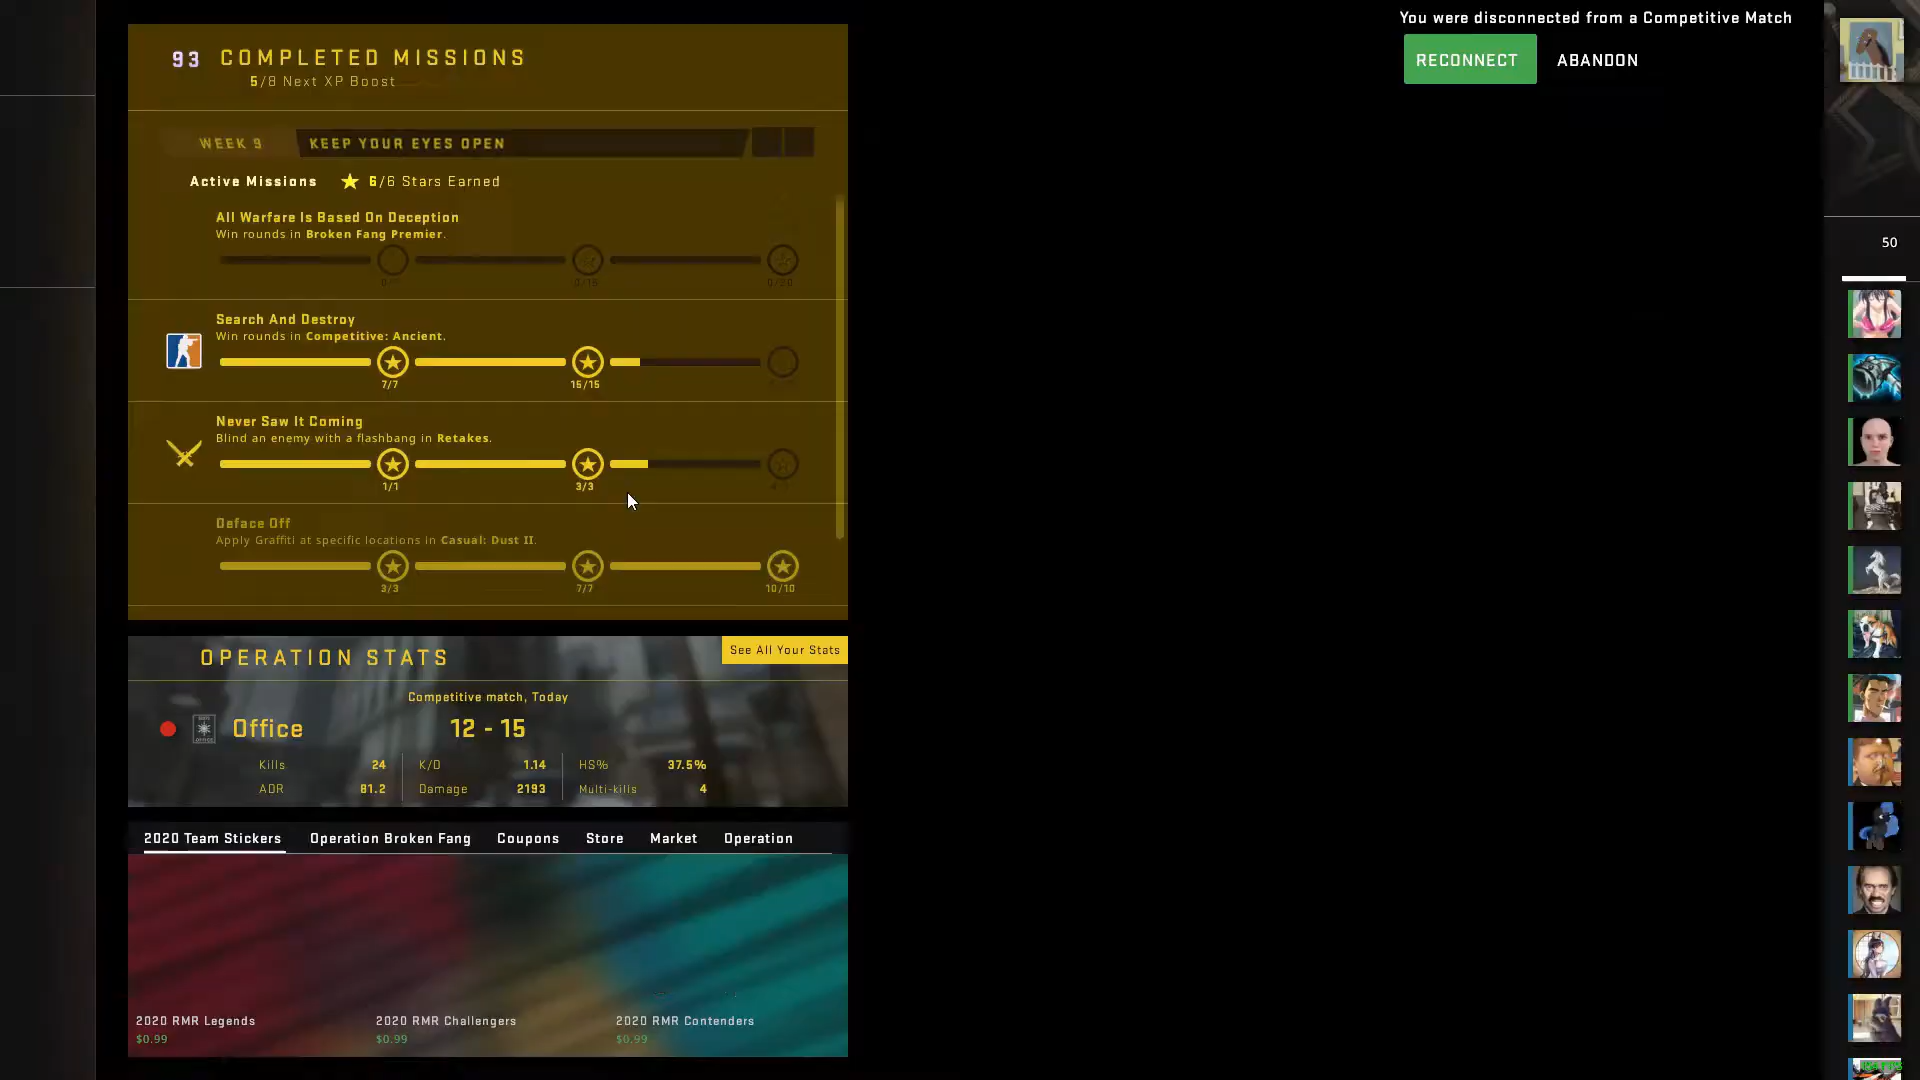 You were disconnected from a Competitive Match
RECONNECT
ABANDON
93 COMPLETED MISSIONS
5/8 Next XP Boost
WEEK 9
KEEP YOUR EYES OPEN
Active Missions
6/6 Stars Earned
All Warfare Is Based On Deception
Win rounds in Broken Fang Premier.
0/15
0/20
Search And Destroy
Win rounds in Competitive: Ancient.
7/7
15/15
Never Saw It Coming
Blind an enemy with a flashbang in Retakes.
1/1
3/3
Deface Off
Apply Graffiti at specific locations in Casual: Dust II.
3/3
7/7
10/10
OPERATION STATS
See All Your Stats
Competitive match, Today
Office
12 - 15
Kills 24
K/D 1.14
HS% 37.5%
ADR 81.2
Damage 2193
Multi-kills 4
2020 Team Stickers
Operation Broken Fang
Coupons
Store
Market
Operation
2020 RMR Legends
$0.99
2020 RMR Challengers
$0.99
2020 RMR Contenders
$0.99
50